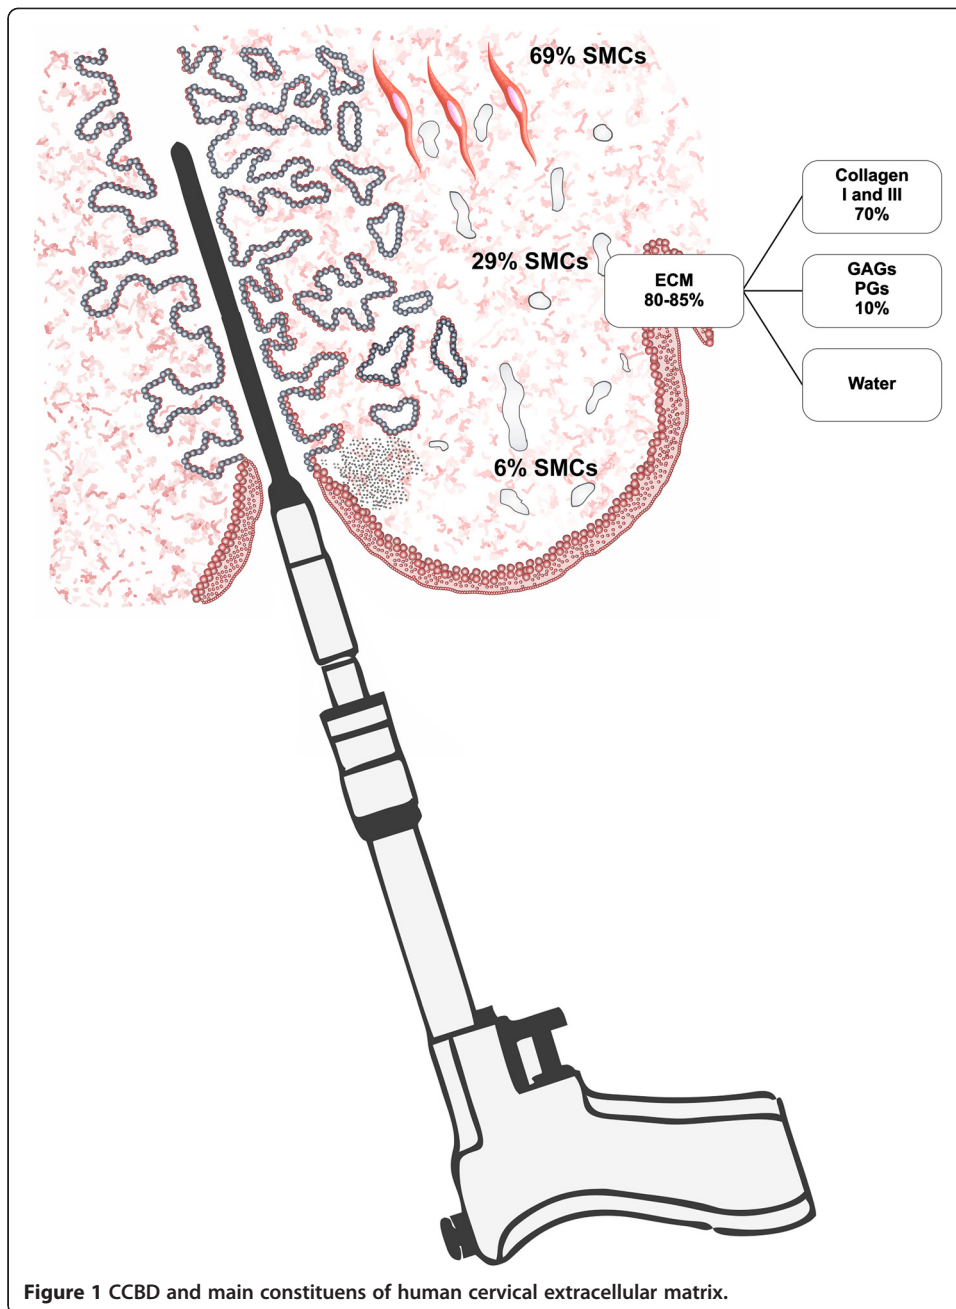 69% SMCs
Collagen
I and III
70%
29% SMCs
ECM
80-85%
GAGs
PGs
10%
Water
6% SMCs
Figure 1 CCBD and main constituens of human cervical extracellular matrix.